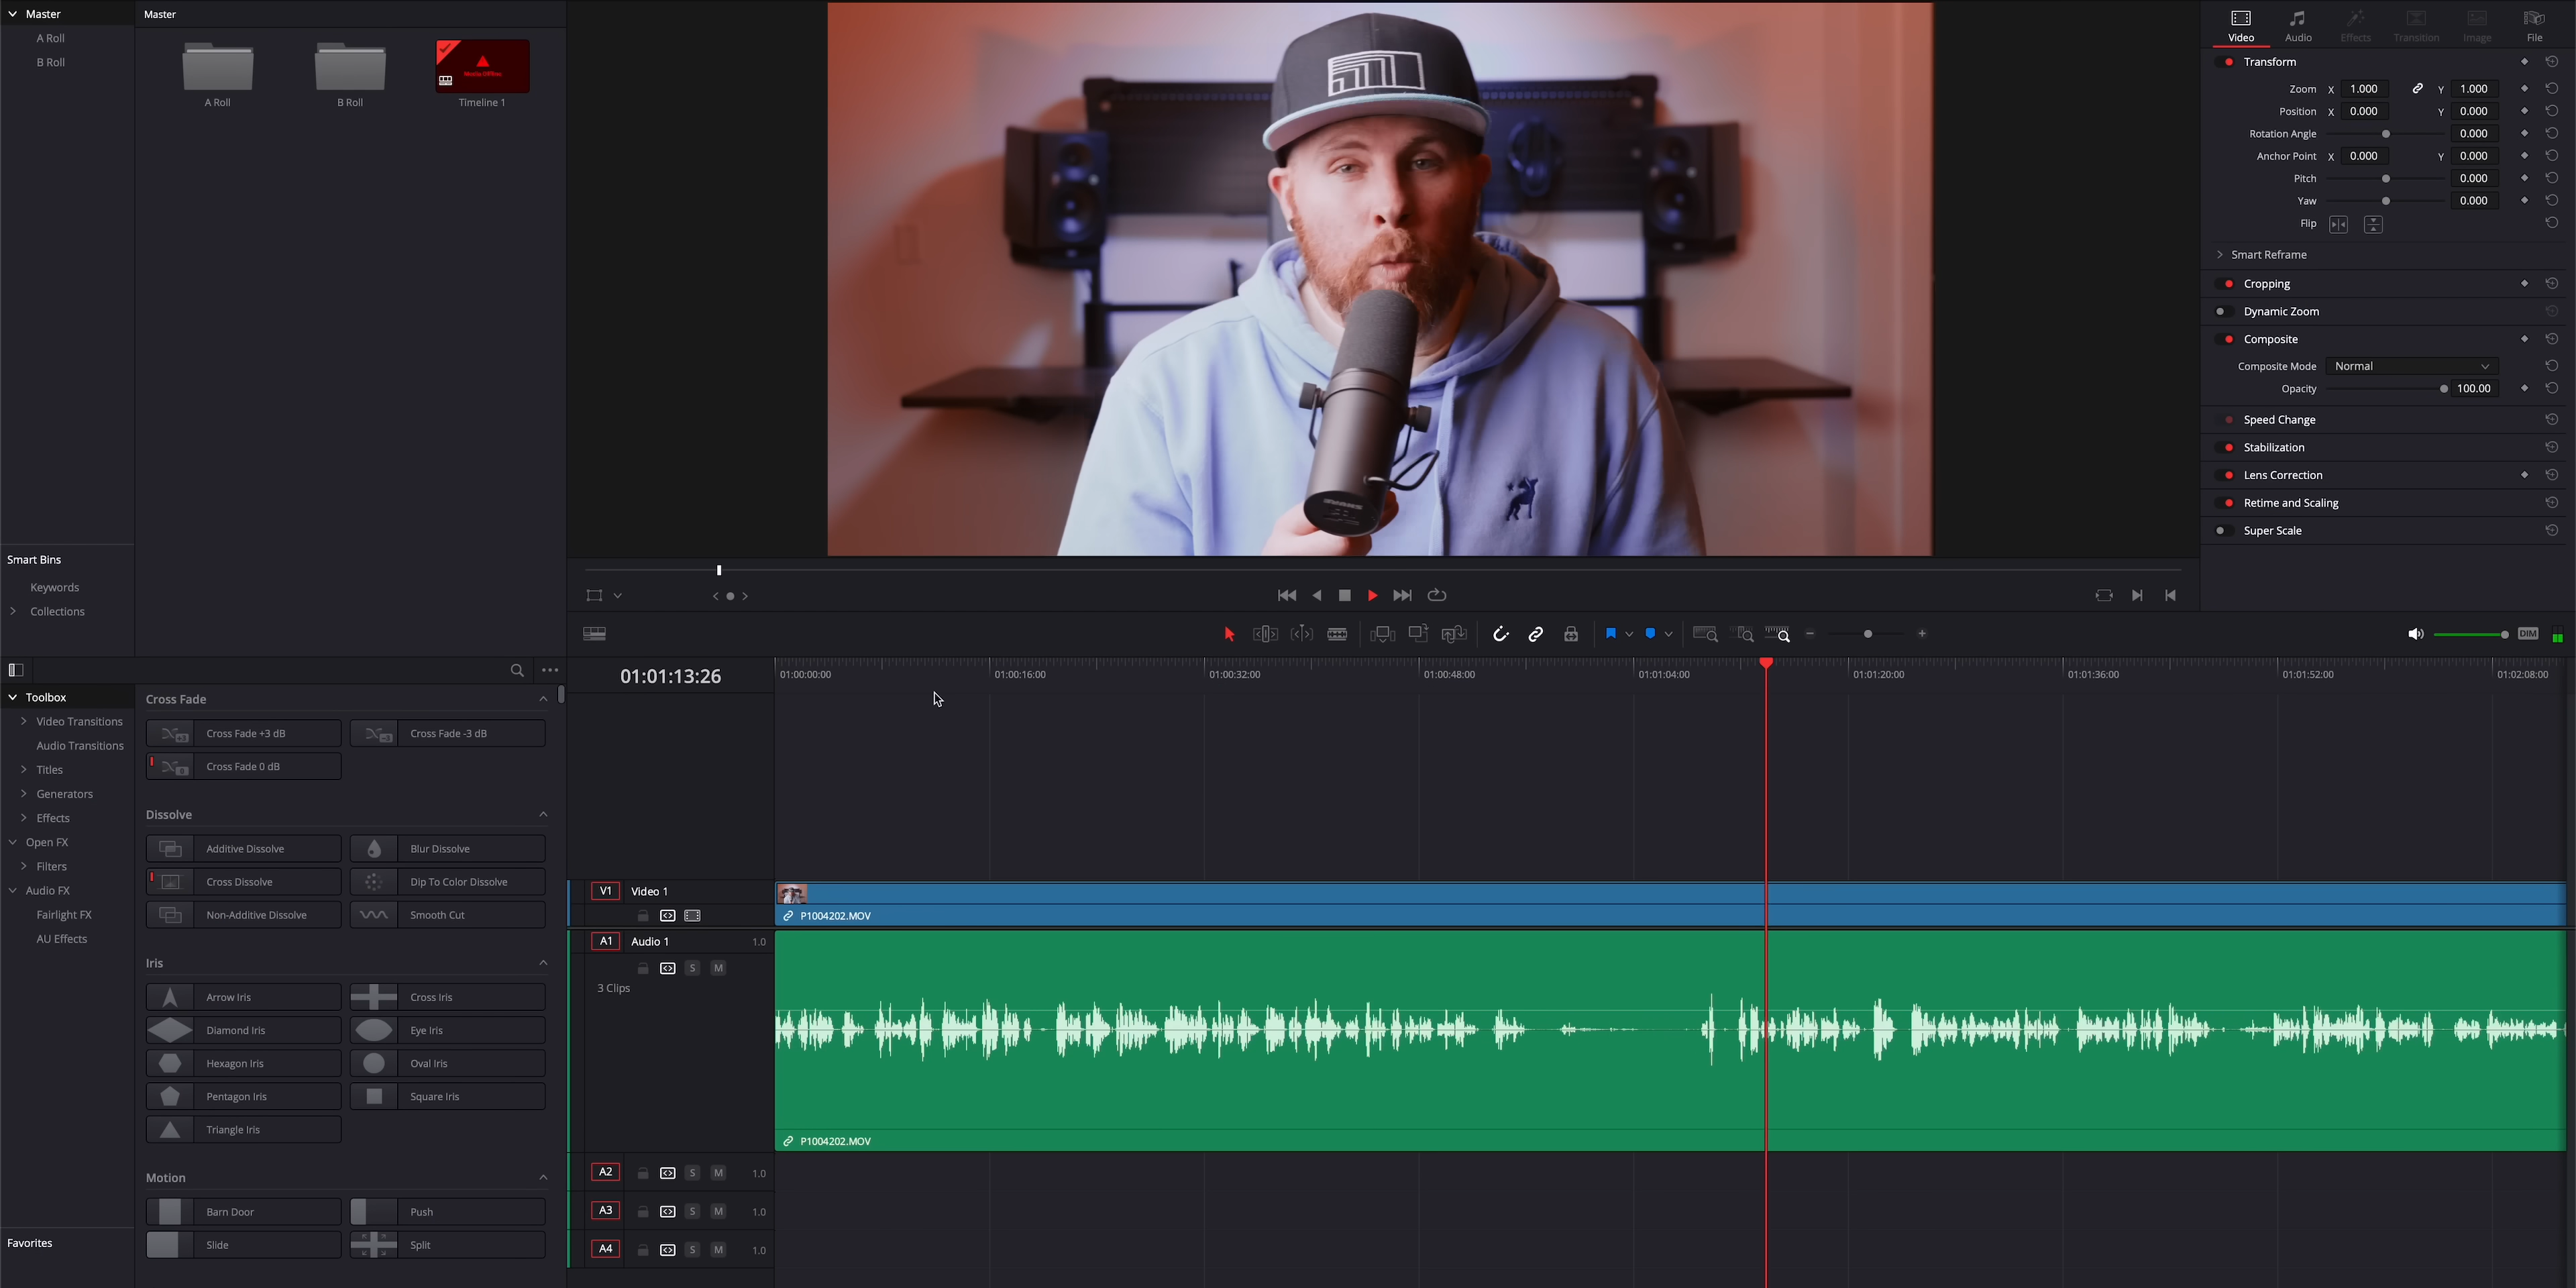 Master
A Roll
B Roll
Smart Bins
Keywords
Collections
Master
A Roll
B Roll
Timeline 1
Video
Audio
Effects
Transition
Image
File
Transform
Zoom X 1.000 Y 1.000
Position X 0.000 Y 0.000
Rotation Angle 0.000
Anchor Point X 0.000 Y 0.000
Pitch 0.000
Yaw 0.000
Flip
Smart Reframe
Cropping
Dynamic Zoom
Composite
Composite Mode Normal
Opacity 100.00
Speed Change
Stabilization
Lens Correction
Retime and Scaling
Super Scale
DIM
Toolbox
Video Transitions
Audio Transitions
Titles
Generators
Effects
Open FX
Filters
Audio FX
Fairlight FX
AU Effects
Favorites
Cross Fade
Cross Fade +3 dB
Cross Fade -3 dB
Cross Fade 0 dB
Dissolve
Additive Dissolve
Blur Dissolve
Cross Dissolve
Dip To Color Dissolve
Non-Additive Dissolve
Smooth Cut
Iris
Arrow Iris
Cross Iris
Diamond Iris
Eye Iris
Hexagon Iris
Oval Iris
Pentagon Iris
Square Iris
Triangle Iris
Motion
Barn Door
Push
Slide
Split
01:01:13:26
01:00:00:00 01:00:16:00 01:00:32:00 01:00:48:00 01:01:04:00 01:01:20:00 01:01:36:00 01:01:52:00 01:02:08:00
V1 Video 1
P1004202.MOV
A1 Audio 1 1.0
S M
3 Clips
P1004202.MOV
A2 S M 1.0
A3 S M 1.0
A4 S M 1.0